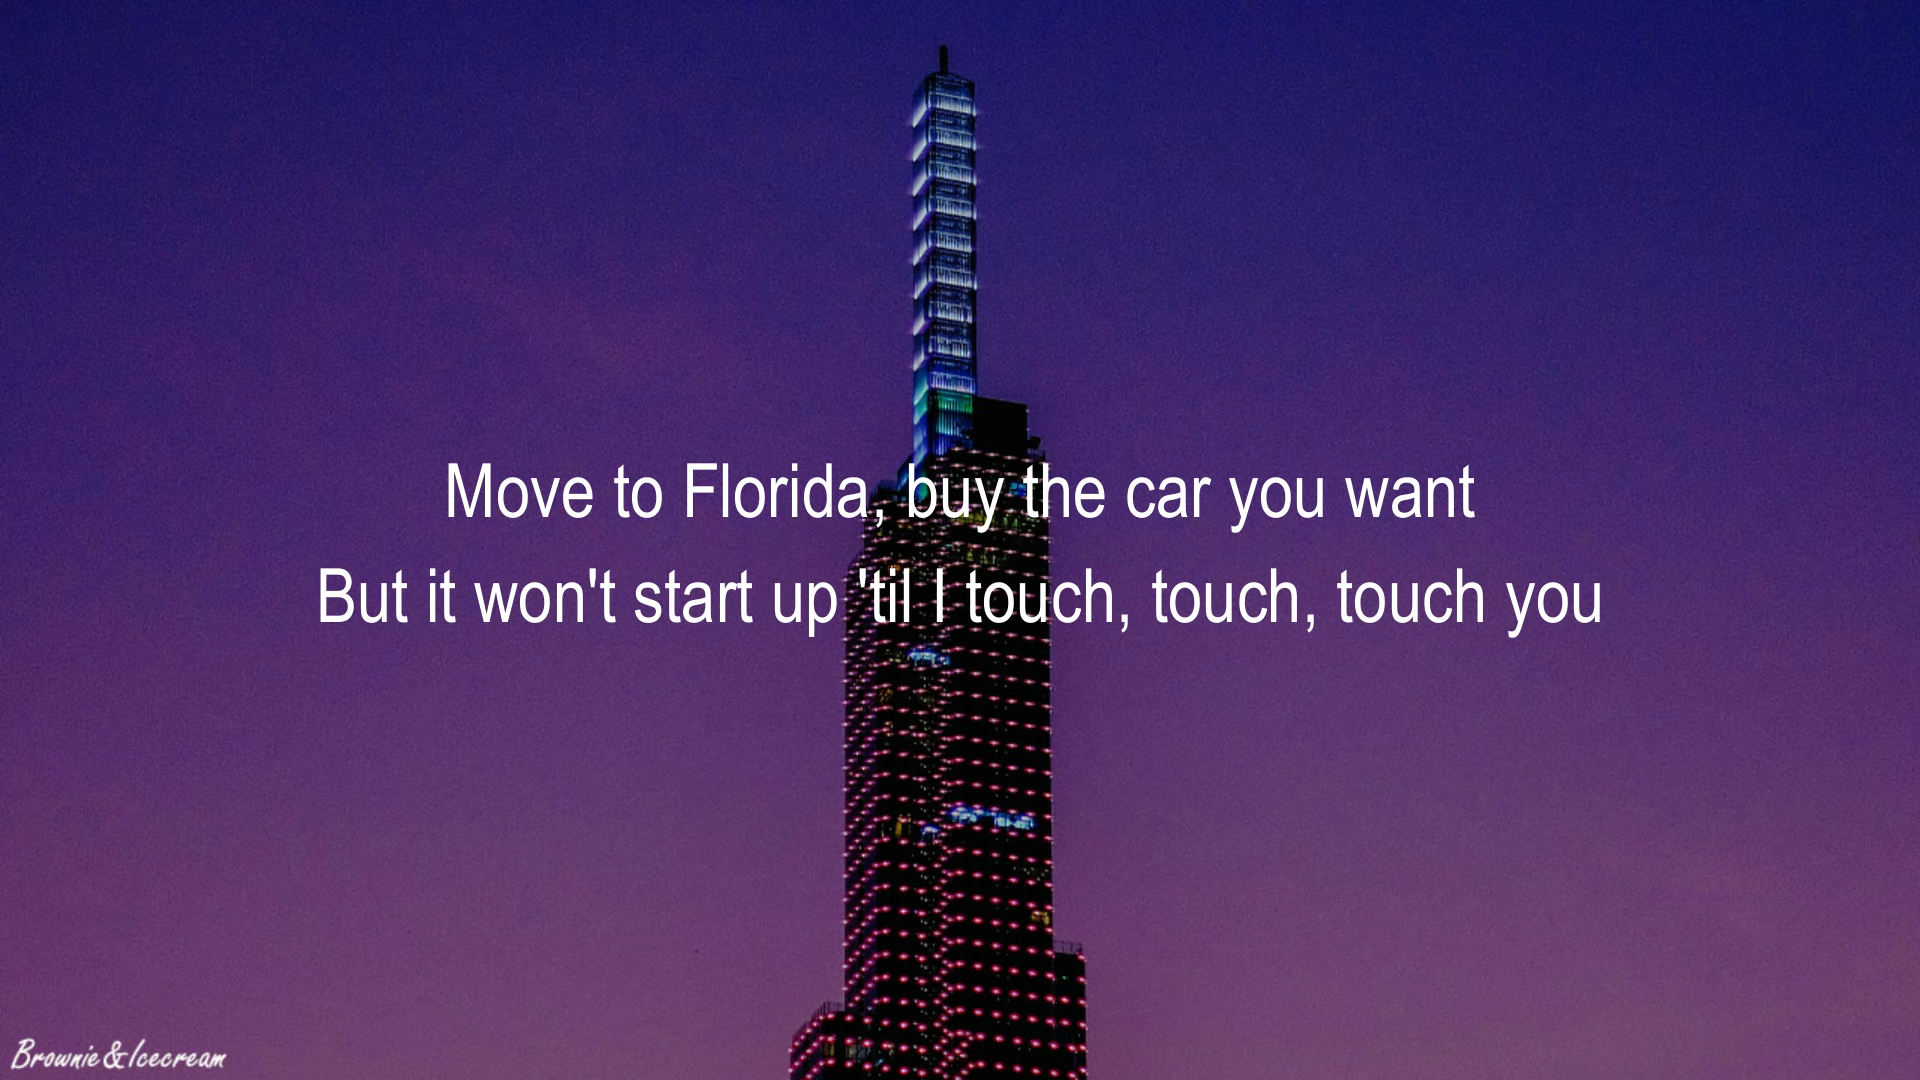 Move to Florida, buy the car you want
But it won't start up 'til I touch, touch, touch you
Brownie&Icecream